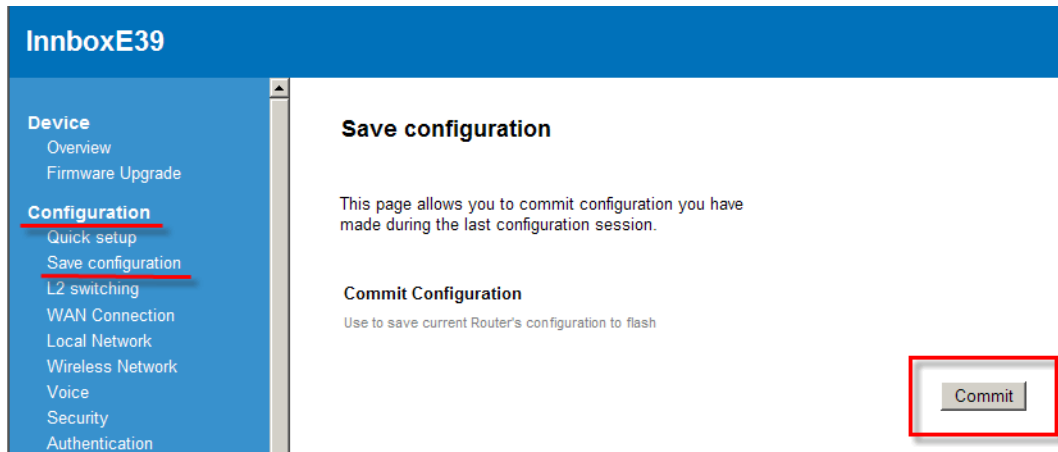 InnboxE39
Device
Overview
Firmware Upgrade
Configuration
Quick setup
Save configuration
L2 switching
WAN Connection
Local Network
Wireless Network
Voice
Security
Authentication
Save configuration
This page allows you to commit configuration you have
made during the last configuration session.
Commit Configuration
Use to save current Router's configuration to flash
Commit